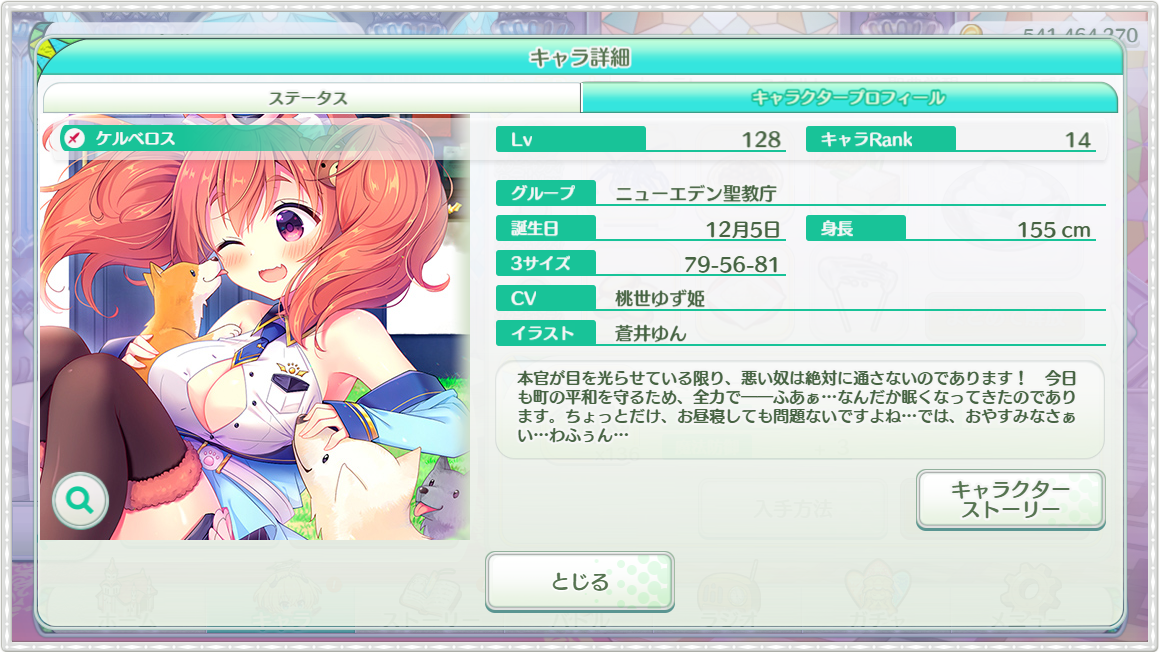 541,464,270
キャラ詳細
ステータス
キャラクタープロフィール
ケルベロス
Lv 128 キャラRank 14
グループ ニューエデン聖教庁
誕生日 12月5日 身長 155 cm
3サイズ 79-56-81
CV 桃世ゆず姫
イラスト 蒼井ゆん
本官が目を光らせている限り、悪い奴は絶対に通さないのであります！　今日
も町の平和を守るため、全力で――ふあぁ…なんだか眠くなってきたのであり
ます。ちょっとだけ、お昼寝しても問題ないですよね…では、おやすみなさぁ
い…わふぅん…
入手方法
キャラクター
ストーリー
とじる